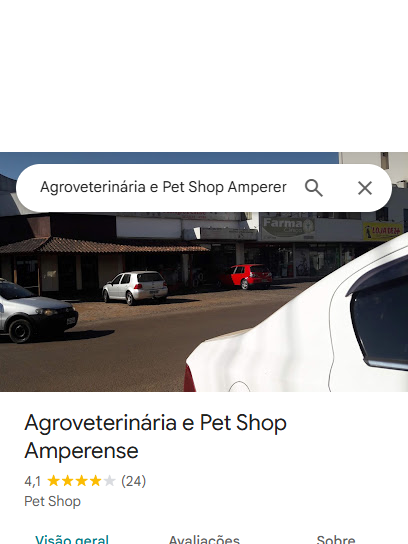 Agroveterinária e Pet Shop Amperer
Farma
Agroveterinária e Pet Shop
Amperense
4,1 (24)
Pet Shop
Visão geral Avaliações Sobre